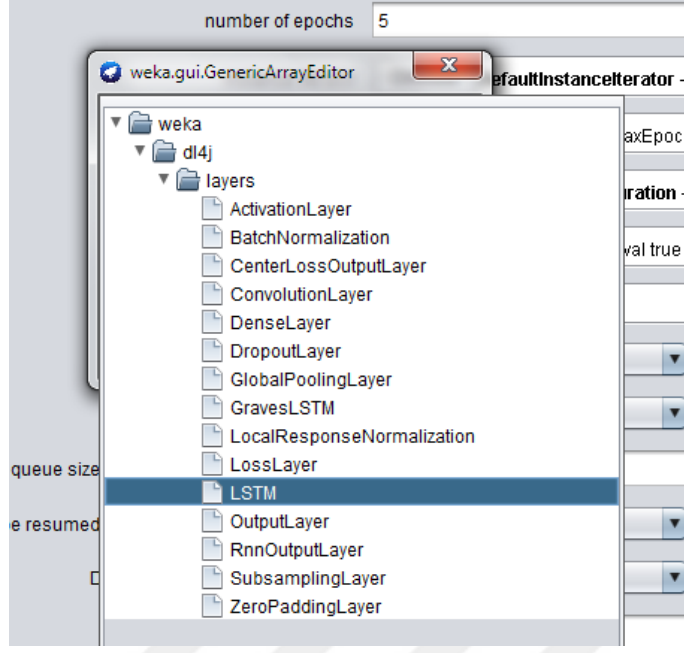 number of epochs 5
weka.gui.GenericArrayEditor
efaultInstanceIterator -
weka
axEpoc
dl4j
layers
iration -
ActivationLayer
BatchNormalization
val true
CenterLossOutputLayer
ConvolutionLayer
DenseLayer
DropoutLayer
GlobalPoolingLayer
GravesLSTM
LocalResponseNormalization
queue size
LossLayer
LSTM
e resumed
OutputLayer
RnnOutputLayer
SubsamplingLayer
ZeroPaddingLayer